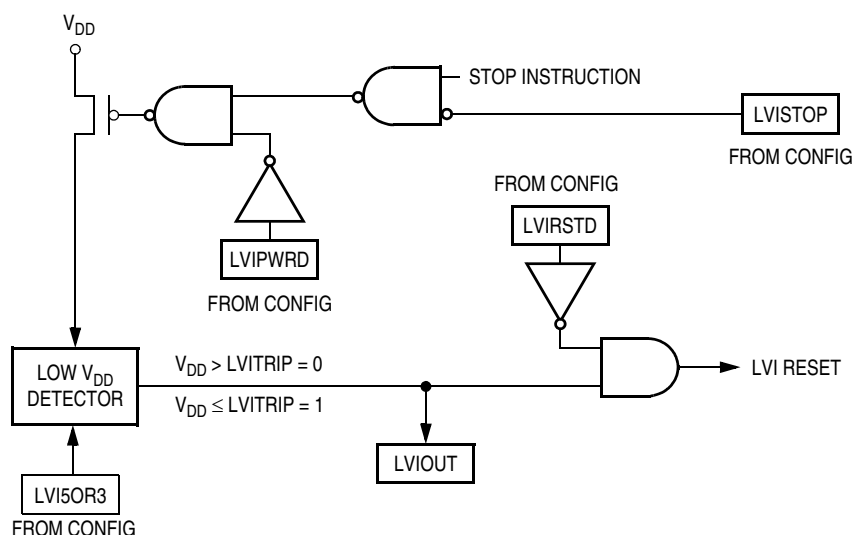 VDD
STOP INSTRUCTION
LVISTOP
FROM CONFIG
FROM CONFIG
LVIRSTD
LVIPWRD
FROM CONFIG
LOW VDD
DETECTOR
VDD > LVITRIP = 0
VDD ≤ LVITRIP = 1
LVI RESET
LVIOUT
LVI5OR3
FROM CONFIG